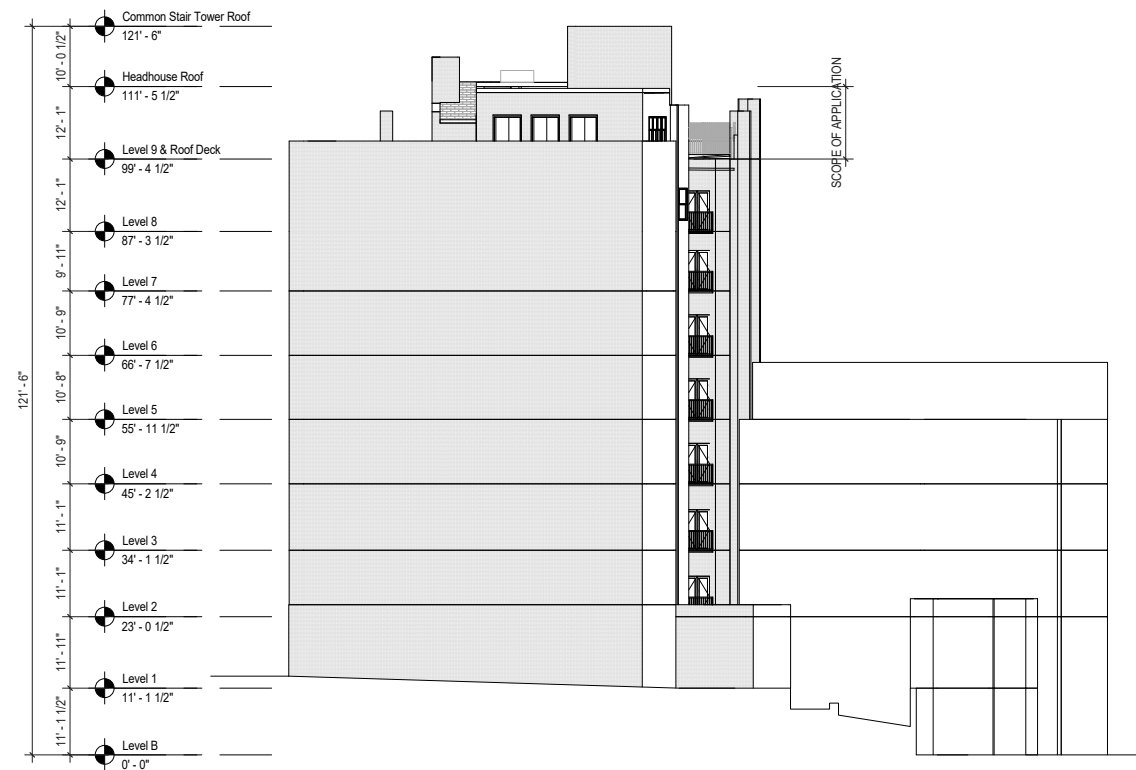 Common Stair Tower Roof
121' - 6"
10' - 0 1/2"
Headhouse Roof
111' - 5 1/2"
12' - 1"
Level 9 & Roof Deck
99' - 4 1/2"
12' - 1"
Level 8
87' - 3 1/2"
9' - 11"
Level 7
77' - 4 1/2"
10' - 9"
Level 6
66' - 7 1/2"
10' - 8"
Level 5
55' - 11 1/2"
10' - 9"
Level 4
45' - 2 1/2"
11' - 1"
Level 3
34' - 1 1/2"
11' - 1"
Level 2
23' - 0 1/2"
11' - 11"
Level 1
11' - 1 1/2"
11' - 1 1/2"
Level B
0' - 0"
121' - 6"
SCOPE OF APPLICATION